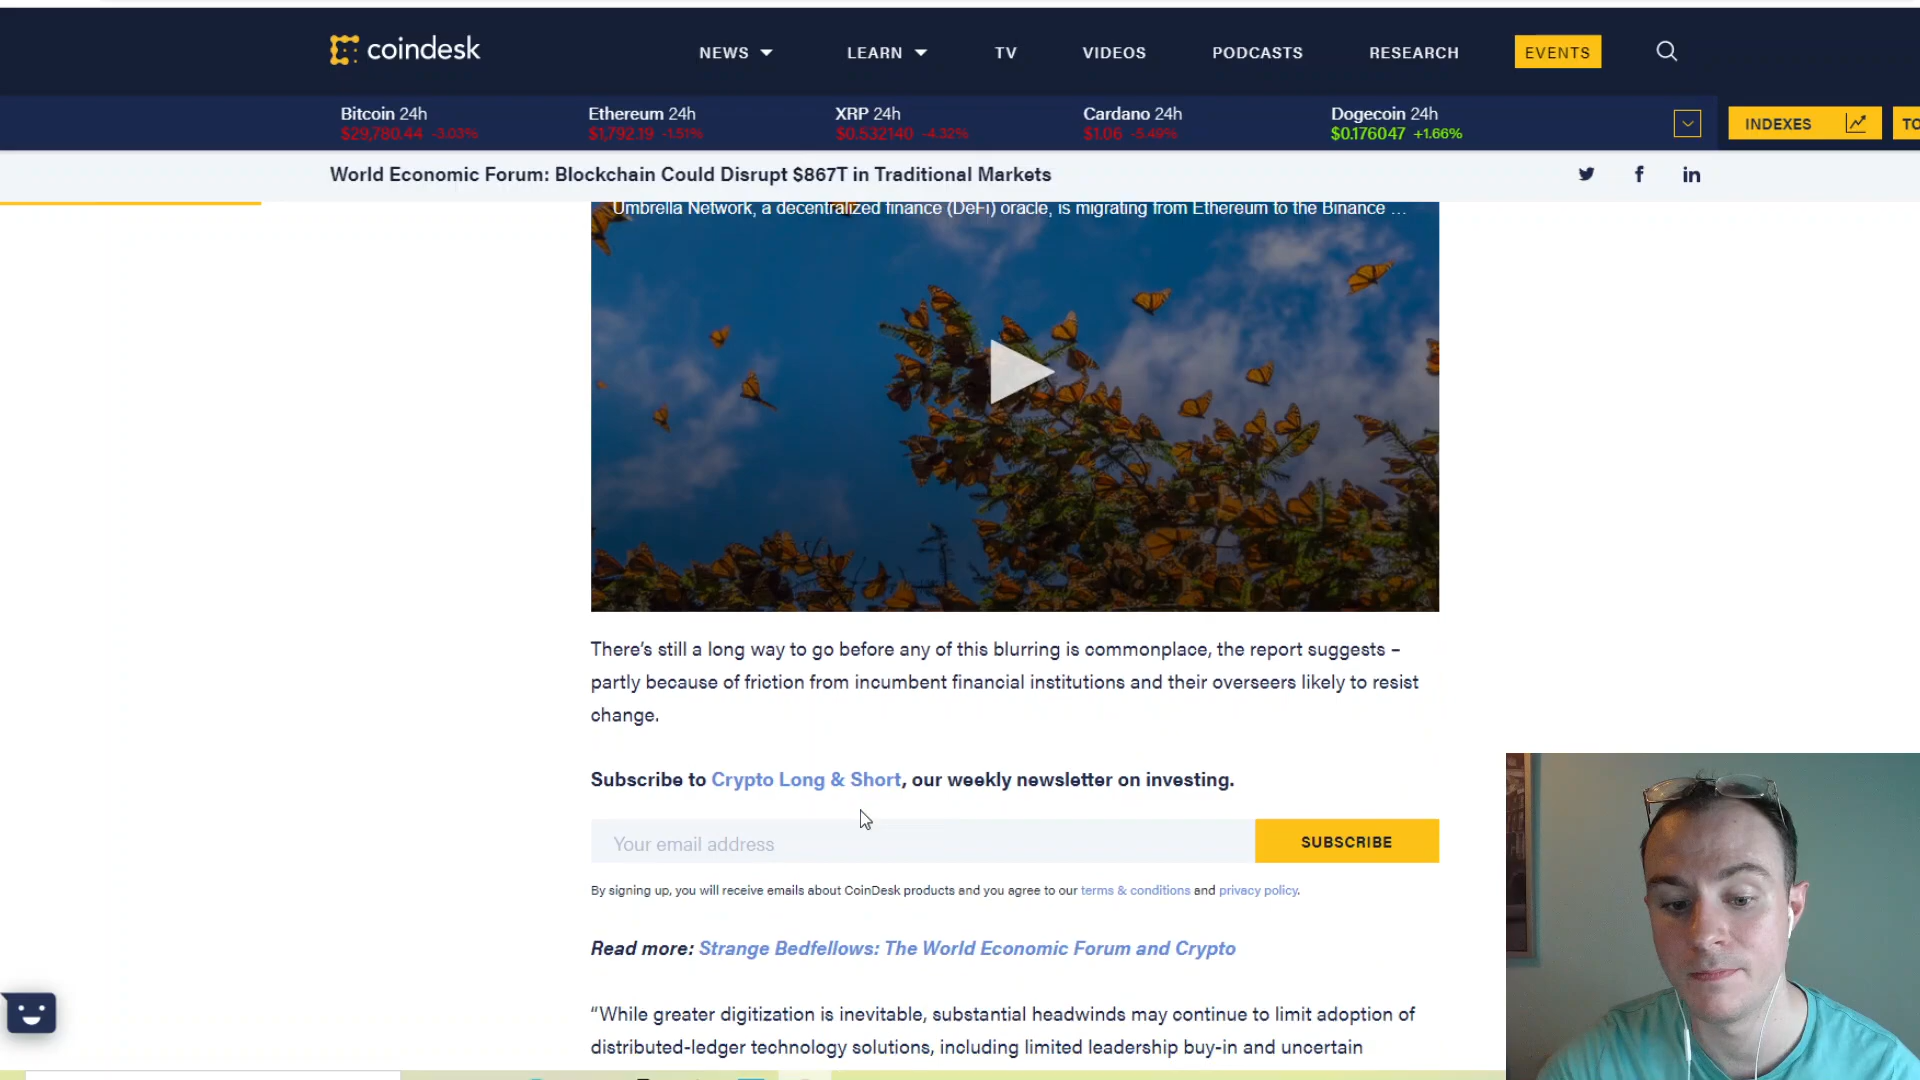 coindesk
NEWS
LEARN
TV
VIDEOS
PODCASTS
RESEARCH
EVENTS
Bitcoin 24h
$29,780.44 -3.03%
Ethereum 24h
$1,792.19 -1.51%
XRP 24h
$0.532140 -4.32%
Cardano 24h
$1.06 -5.49%
Dogecoin 24h
$0.176047 +1.66%
INDEXES
TO
World Economic Forum: Blockchain Could Disrupt $867T in Traditional Markets
Umbrella Network, a decentralized finance (DeFi) oracle, is migrating from Ethereum to the Binance ...
There’s still a long way to go before any of this blurring is commonplace, the report suggests –
partly because of friction from incumbent financial institutions and their overseers likely to resist
change.
Subscribe to Crypto Long & Short, our weekly newsletter on investing.
Your email address
SUBSCRIBE
By signing up, you will receive emails about CoinDesk products and you agree to our terms & conditions and privacy policy.
Read more: Strange Bedfellows: The World Economic Forum and Crypto
“While greater digitization is inevitable, substantial headwinds may continue to limit adoption of
distributed-ledger technology solutions, including limited leadership buy-in and uncertain